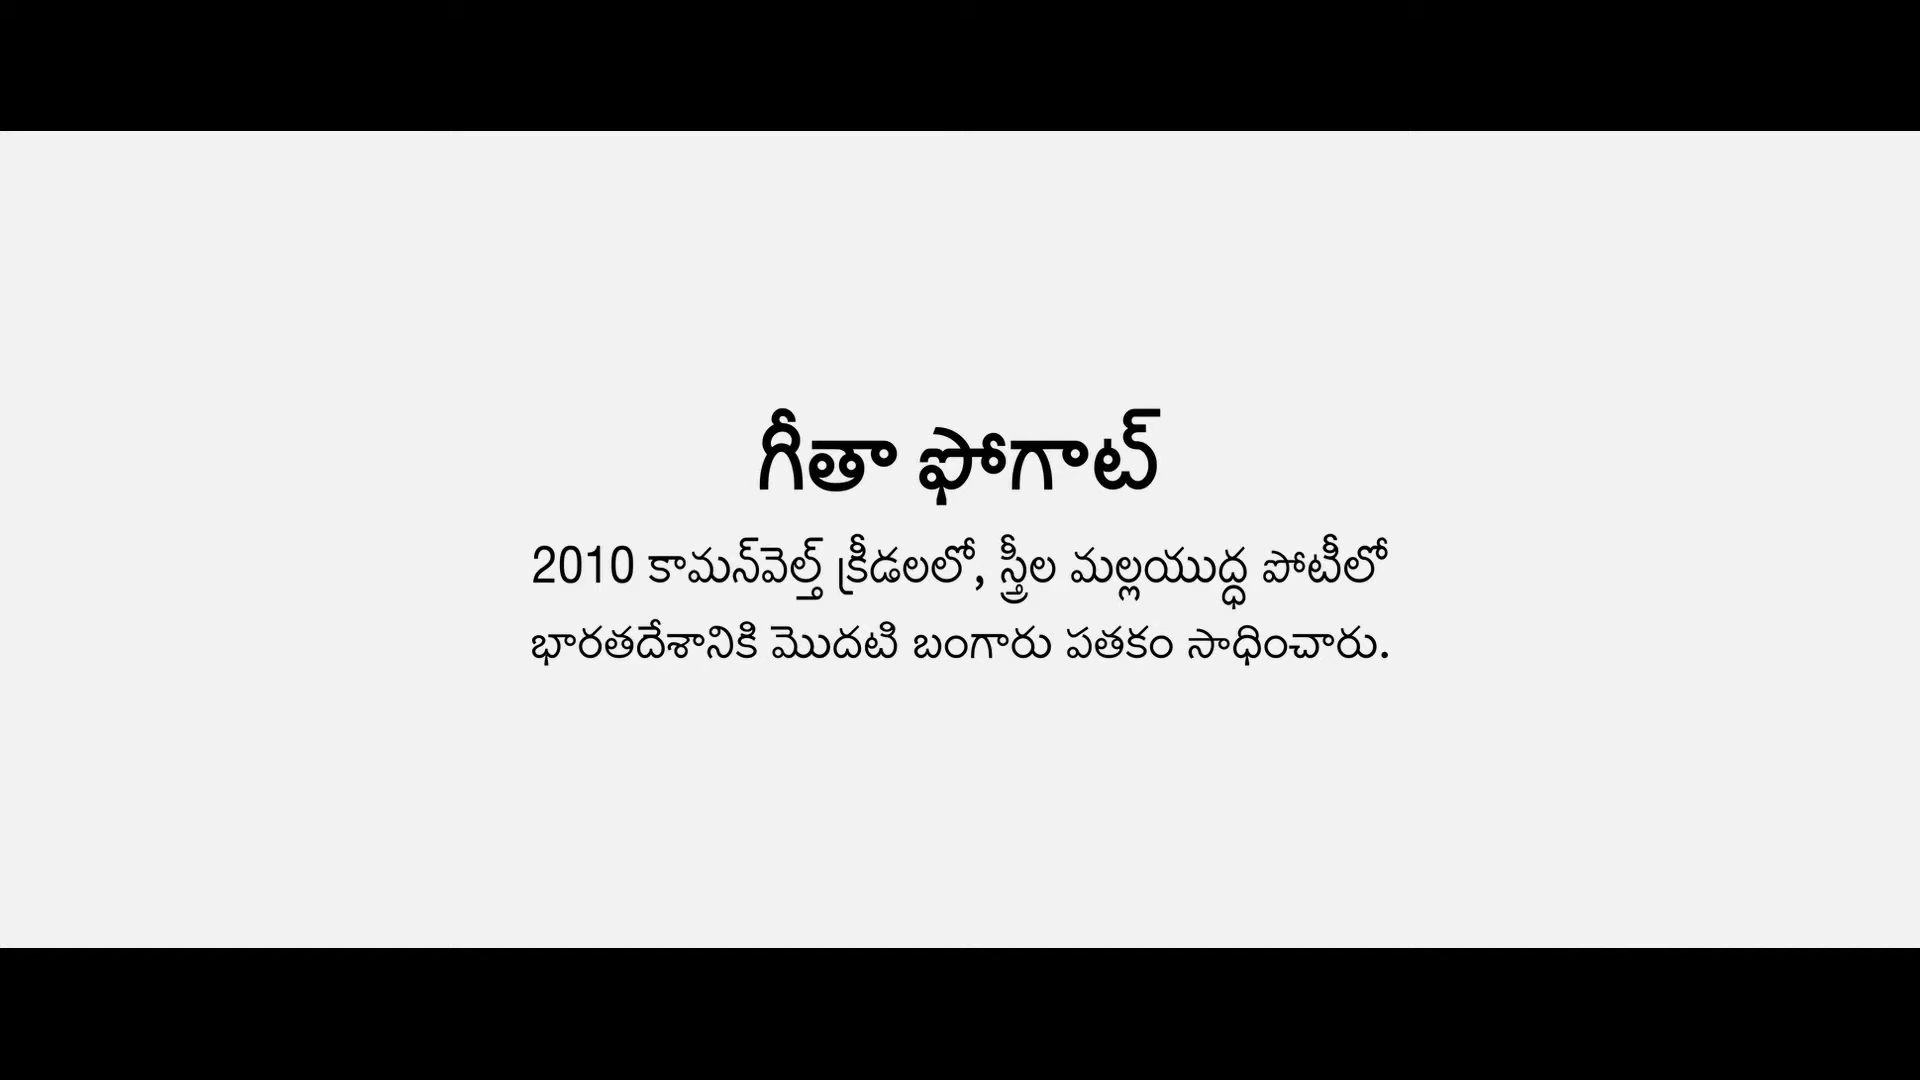 గీతా ఫోగాట్
2010 కామన్‌వెల్త్ క్రీడలలో, స్త్రీల మల్లయుద్ధ పోటీలో
భారతదేశానికి మొదటి బంగారు పతకం సాధించారు.